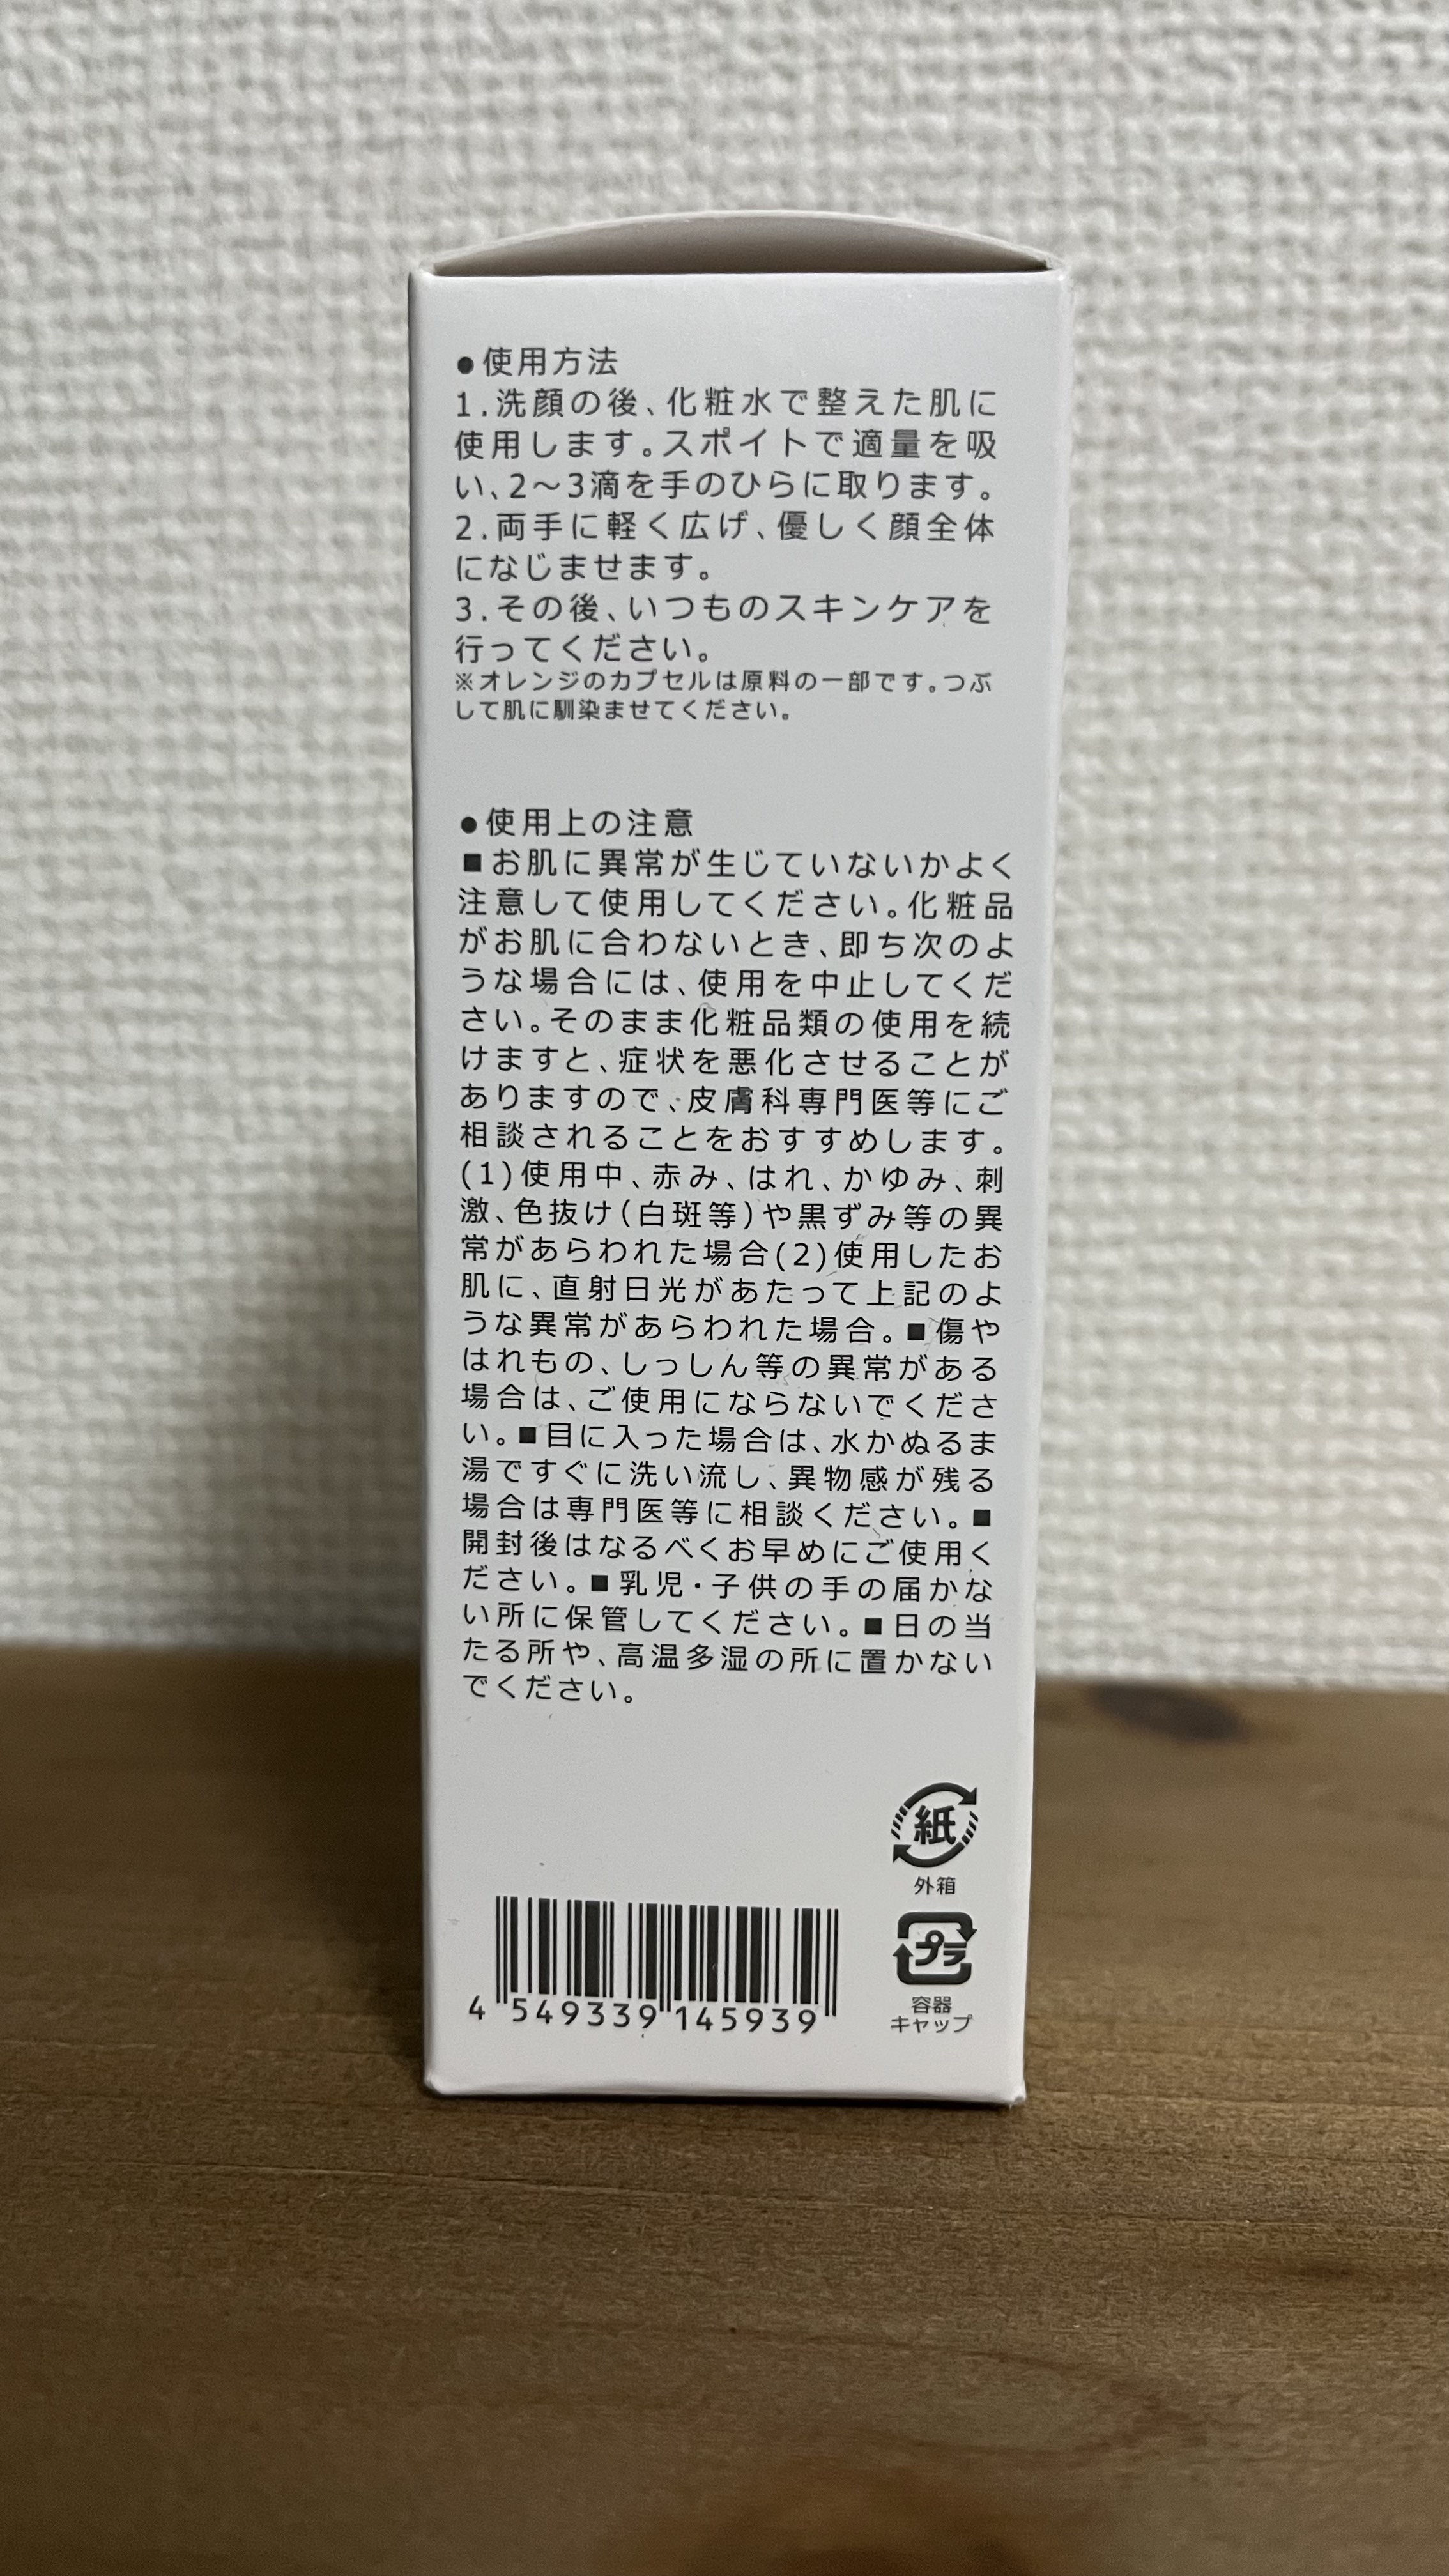 ●使用方法
1.洗顔の後、化粧水で整えた肌に
使用します。スポイトで適量を吸
い、2〜3滴を手のひらに取ります。
2.両手に軽く広げ、優しく顔全体
になじませます。
3.その後、いつものスキンケアを
行ってください。
※オレンジのカプセルは原料の一部です。つぶ
して肌に馴染ませてください。
●使用上の注意
■お肌に異常が生じていないかよく
注意して使用してください。化粧品
がお肌に合わないとき、即ち次のよ
うな場合には、使用を中止してくだ
さい。そのまま化粧品類の使用を続
けますと、症状を悪化させることが
ありますので、皮膚科専門医等にご
相談されることをおすすめします。
(1)使用中、赤み、はれ、かゆみ、刺
激、色抜け(白斑等)や黒ずみ等の異
常があらわれた場合(2)使用したお
肌に、直射日光があたって上記のよ
うな異常があらわれた場合。■傷や
はれもの、しっしん等の異常がある
場合は、ご使用にならないでくださ
い。■目に入った場合は、水かぬるま
湯ですぐに洗い流し、異物感が残る
場合は専門医等に相談ください。■
開封後はなるべくお早めにご使用く
ださい。■乳児・子供の手の届かな
い所に保管してください。■日の当
たる所や、高温多湿の所に置かない
でください。
紙
外箱
プラ
容器
キャップ
4 549339 145939